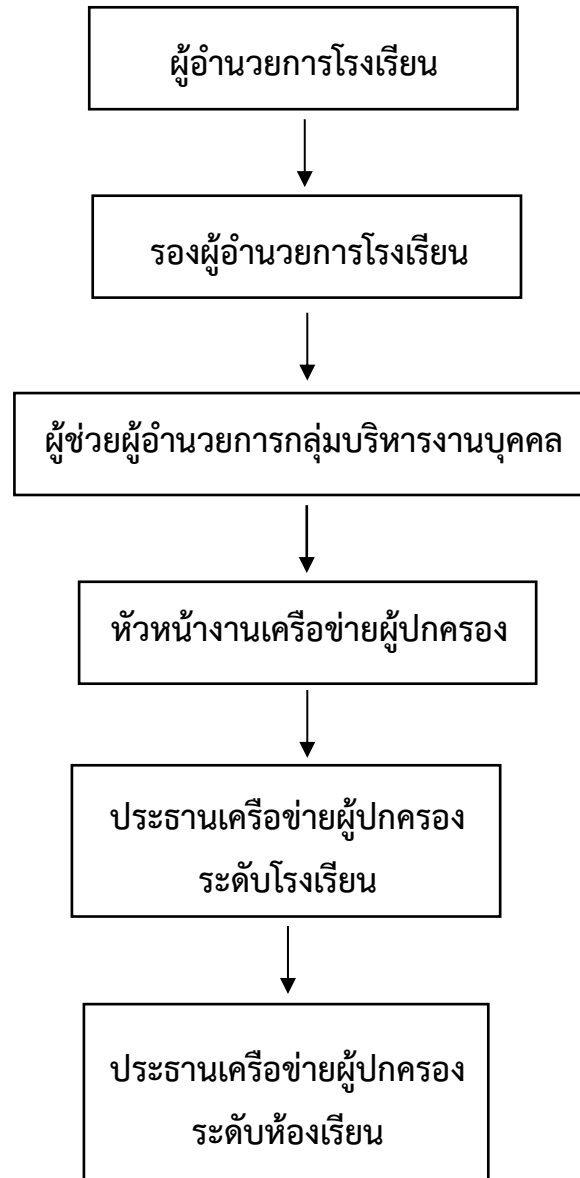 ผู้อำนวยการโรงเรียน
รองผู้อำนวยการโรงเรียน
ผู้ช่วยผู้อำนวยการกลุ่มบริหารงานบุคคล
หัวหน้างานเครือข่ายผู้ปกครอง
ประธานเครือข่ายผู้ปกครอง
ระดับโรงเรียน
ประธานเครือข่ายผู้ปกครอง
ระดับห้องเรียน